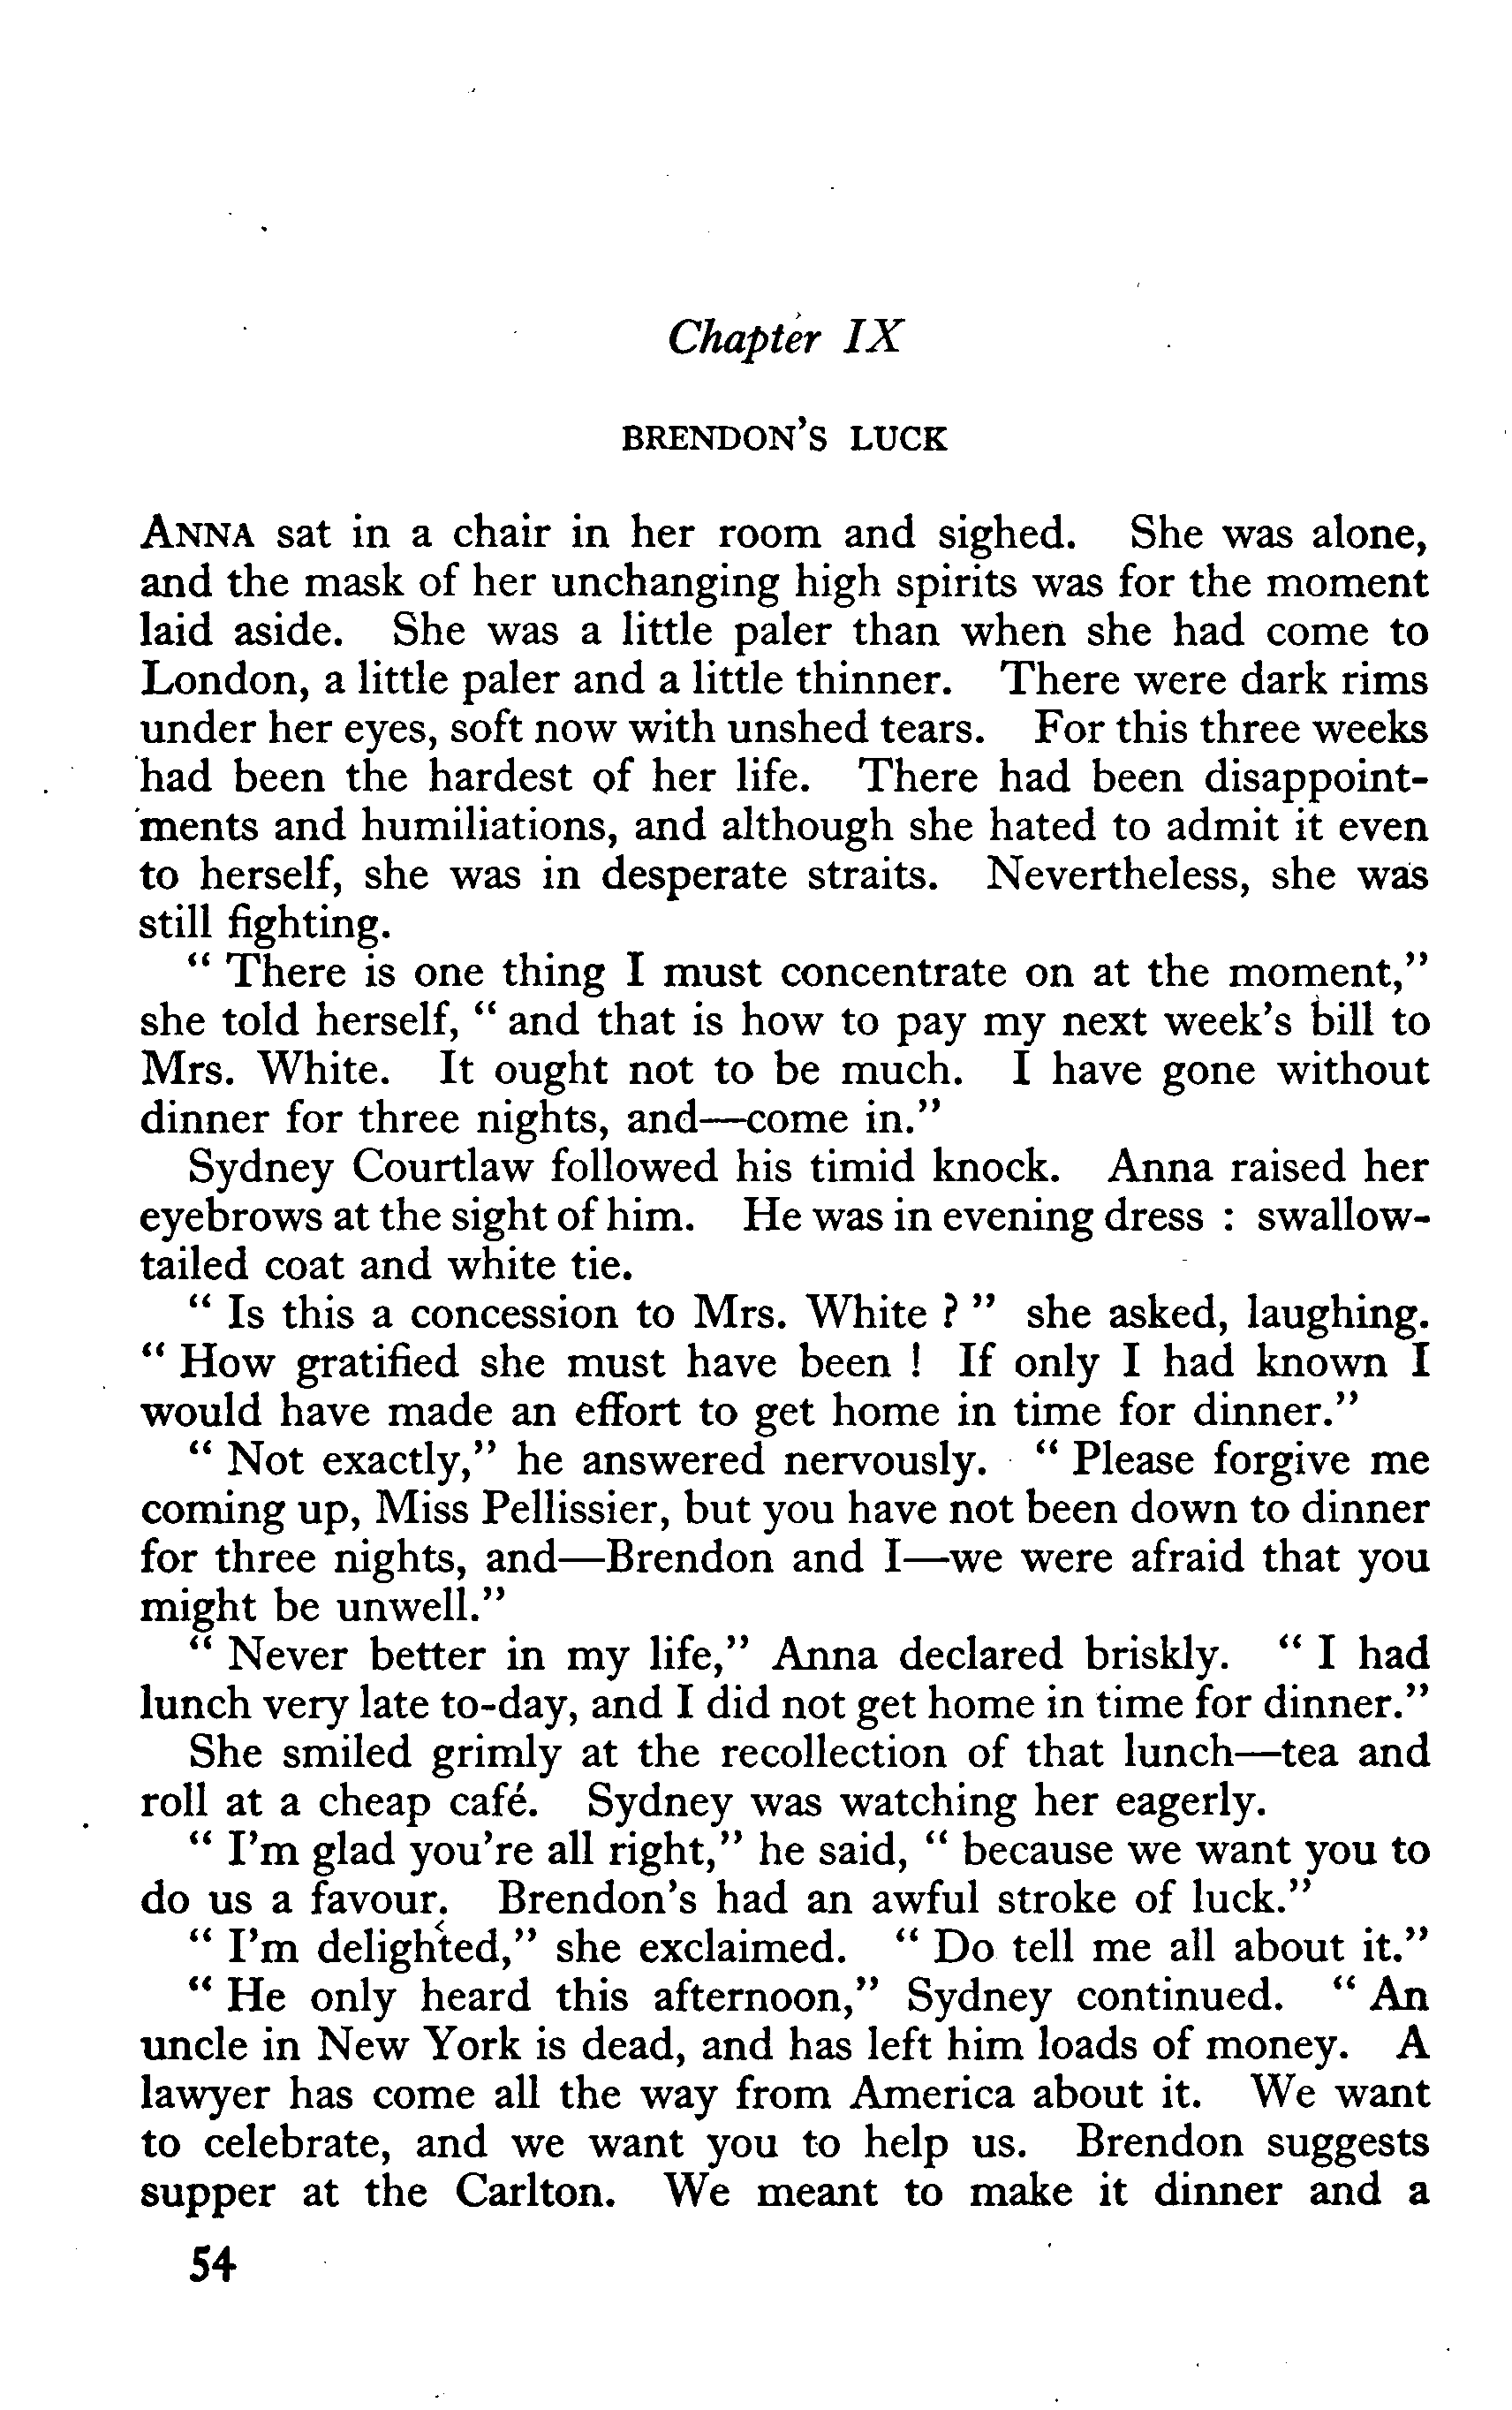 Chapter IX
BRENDON'S LUCK
ANNA sat in a chair in her room and sighed. She was alone,
and the mask of her unchanging high spirits was for the moment
laid aside. She was a little paler than when she had come to
London, a little paler and a little thinner. There were dark rims
under her eyes, soft now with unshed tears. For this three weeks
had been the hardest of her life. There had been disappoint-
ments and humiliations, and although she hated to admit it even
to herself, she was in desperate straits. Nevertheless, she was
still fighting.
" There is one thing I must concentrate on at the moment,"
she told herself, " and that is how to pay my next week's bill to
Mrs. White. It ought not to be much. I have gone without
dinner for three nights, and—come in."
Sydney Courtlaw followed his timid knock. Anna raised her
eyebrows at the sight of him. He was in evening dress : swallow-
tailed coat and white tie.
" Is this a concession to Mrs. White ? " she asked, laughing.
" How gratified she must have been ! If only I had known I
would have made an effort to get home in time for dinner."
" Not exactly," he answered nervously. " Please forgive me
coming up, Miss Pellissier, but you have not been down to dinner
for three nights, and—Brendon and I—we were afraid that you
might be unwell."
" Never better in my life," Anna declared briskly. " I had
lunch very late to-day, and I did not get home in time for dinner."
She smiled grimly at the recollection of that lunch—tea and
roll at a cheap café. Sydney was watching her eagerly.
" I'm glad you're all right," he said, " because we want you to
do us a favour. Brendon's had an awful stroke of luck."
" I'm delighted," she exclaimed. " Do tell me all about it."
" He only heard this afternoon," Sydney continued. " An
uncle in New York is dead, and has left him loads of money. A
lawyer has come all the way from America about it. We want
to celebrate, and we want you to help us. Brendon suggests
supper at the Carlton. We meant to make it dinner and a
54